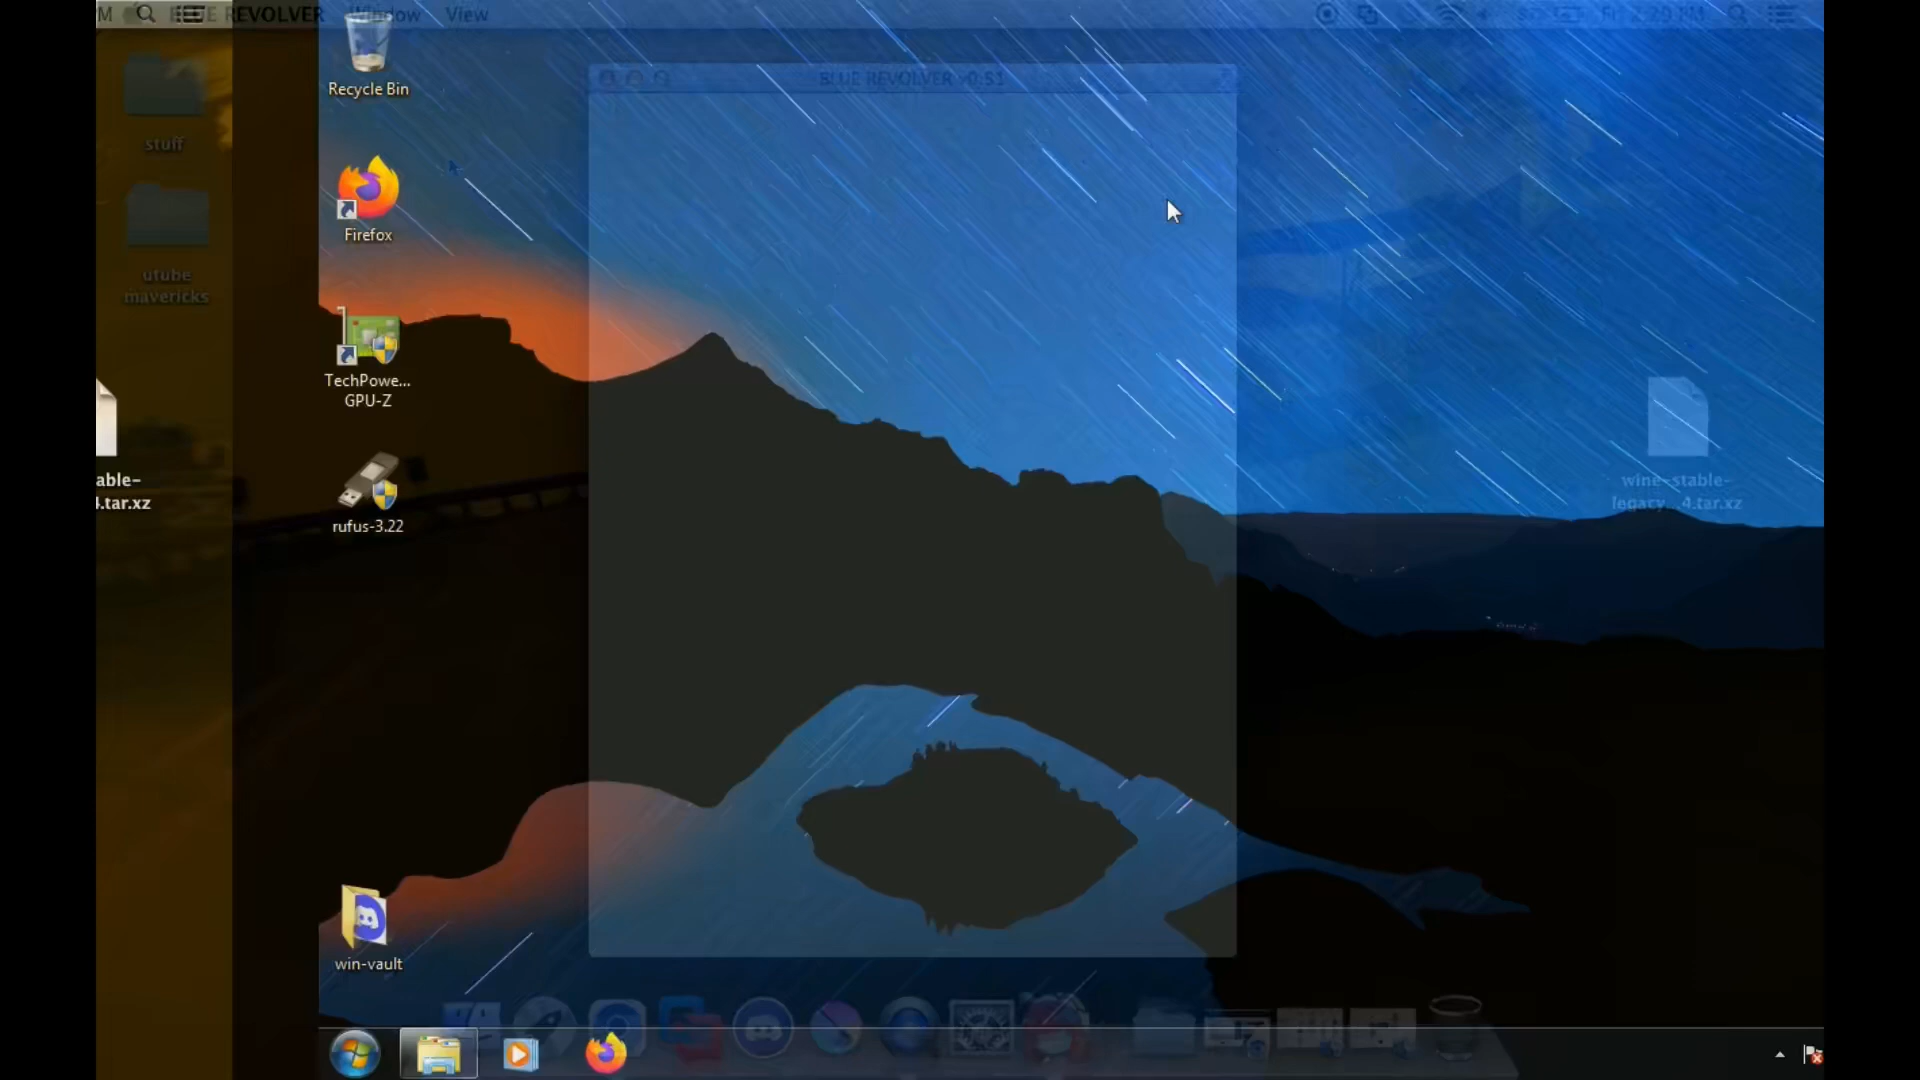 M
BLUE REVOLVER Window View
Recycle Bin
BLUE REVOLVER v0.51
stuff
Firefox
utube
mavericks
TechPowe...
GPU-Z
able-
4.tar.xz
wine-stable-
legacy...4.tar.xz
rufus-3.22
win-vault